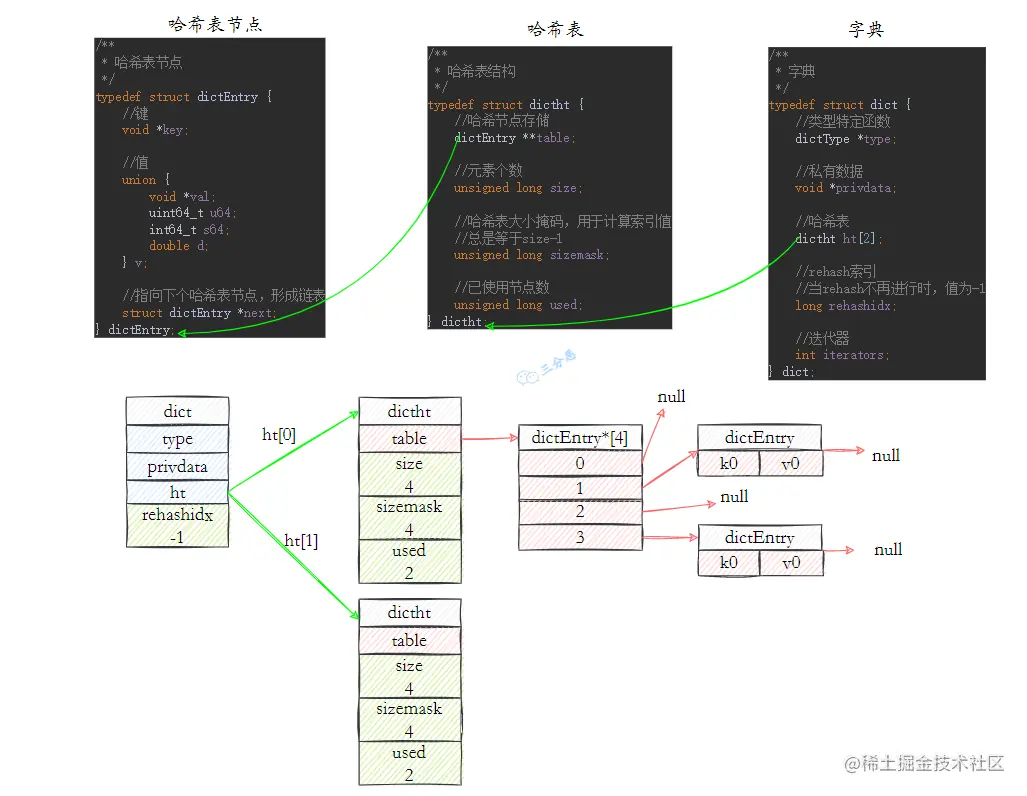 哈希表节点
/**
 * 哈希表节点
 */
typedef struct dictEntry {
//键
void *key;
//值
union {
void *val;
uint64_t u64;
int64_t s64;
double d;
} v;
//指向下个哈希表节点，形成链表
struct dictEntry *next;
} dictEntry;
哈希表
/**
 * 哈希表结构
 */
typedef struct dictht {
//哈希节点存储
dictEntry **table;
//元素个数
unsigned long size;
//哈希表大小掩码，用于计算索引值
//总是等于size-1
unsigned long sizemask;
//已使用节点数
unsigned long used;
} dictht;
字典
/**
 * 字典
 */
typedef struct dict {
//类型特定函数
dictType *type;
//私有数据
void *privdata;
//哈希表
dictht ht[2];
//rehash索引
//当rehash不再进行时，值为-1
long rehashidx;
//迭代器
int iterators;
} dict;
三分恶
dict
type
privdata
ht
rehashidx
-1
ht[0]
ht[1]
dictht
table
size
4
sizemask
4
used
2
dictht
table
size
4
sizemask
4
used
2
dictEntry*[4]
0
1
2
3
null
dictEntry
k0 v0
null
null
dictEntry
k0 v0
null
@稀土掘金技术社区